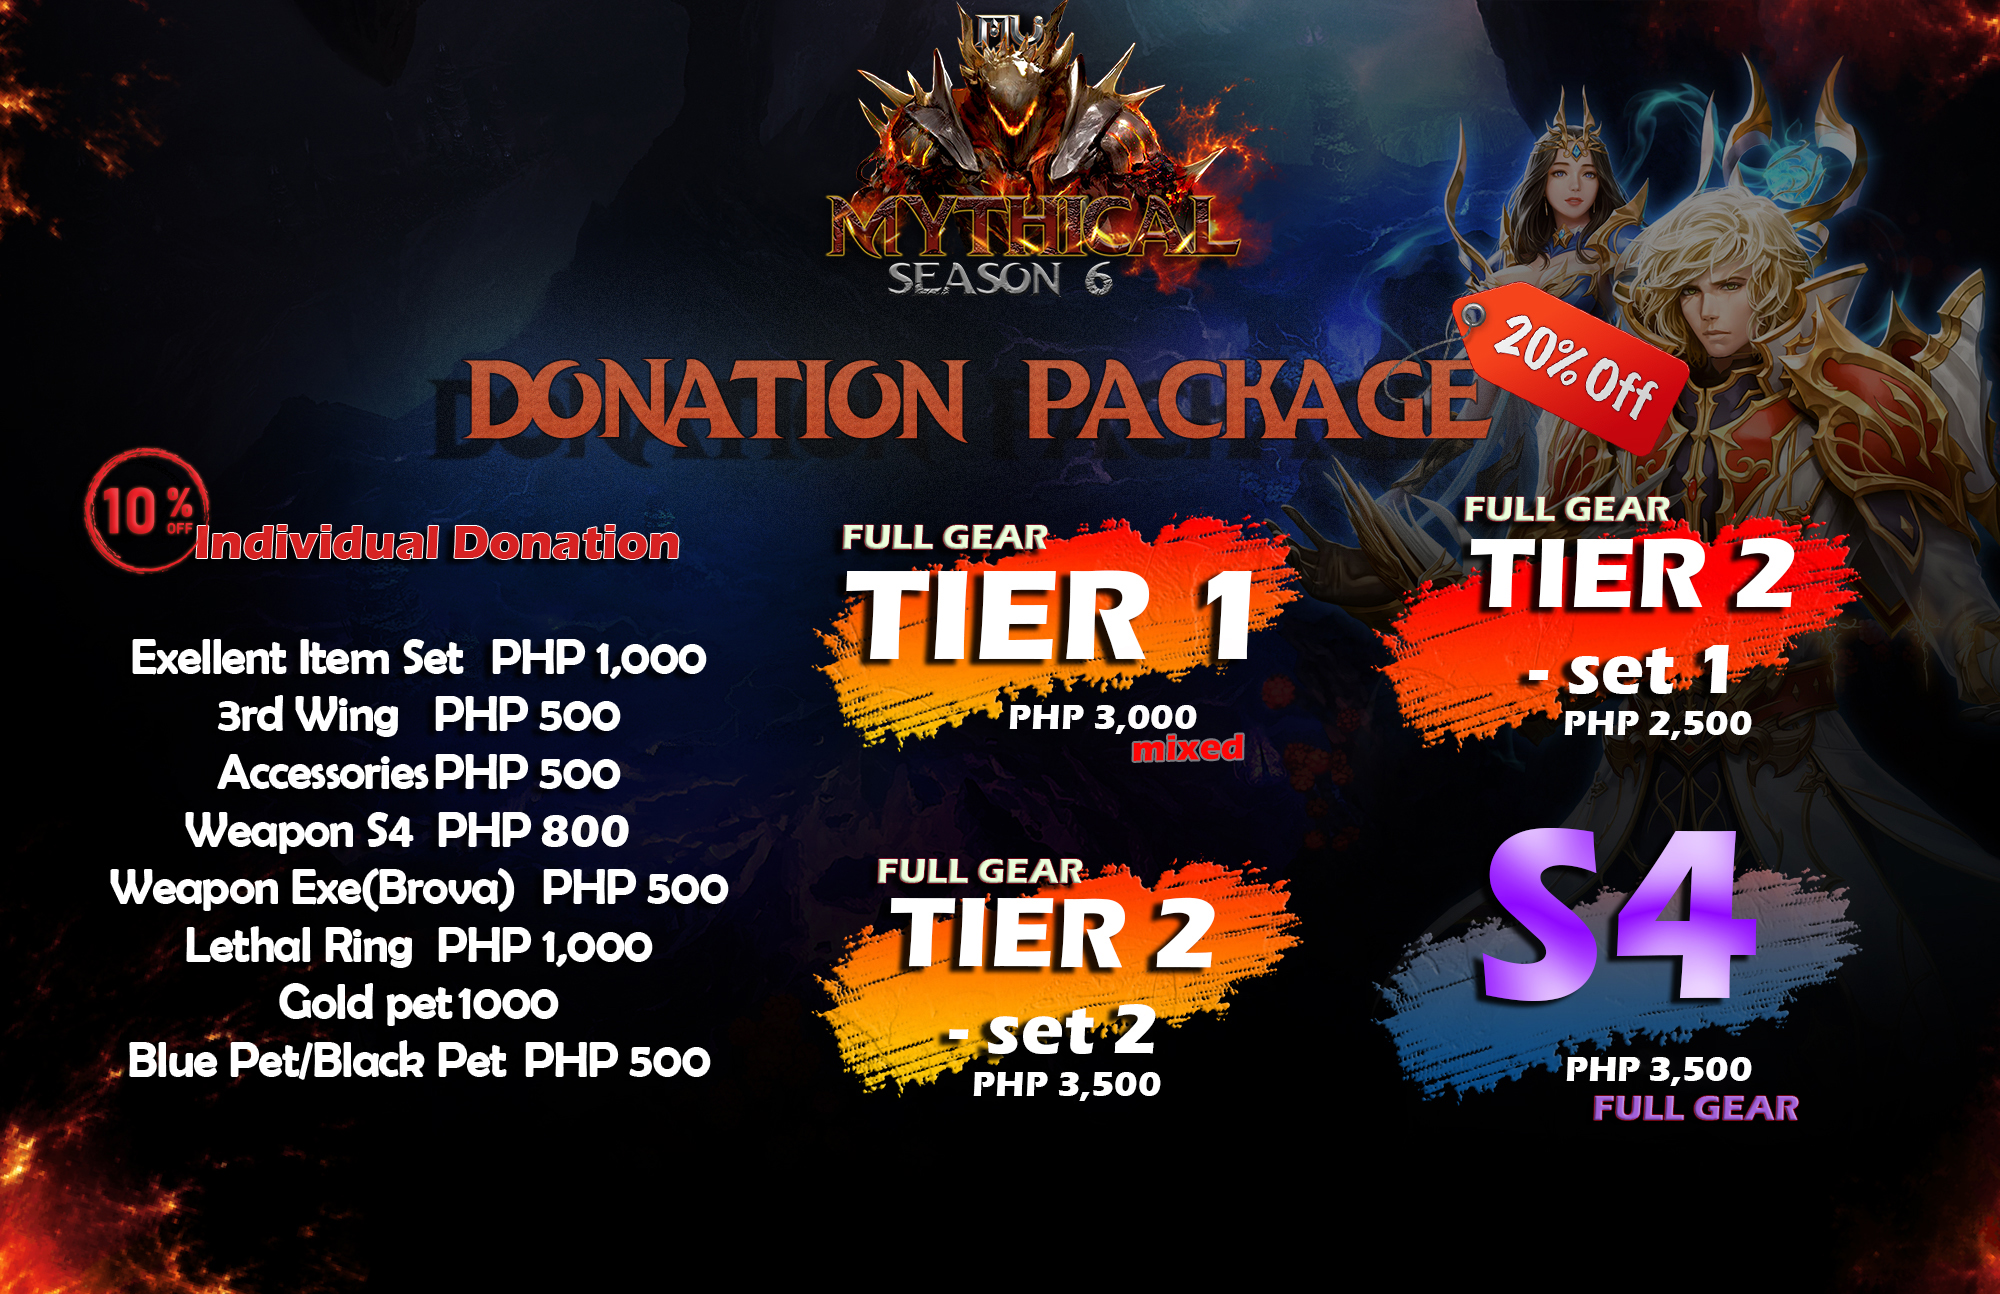 MU
MYTHICAL
SEASON 6
DONATION PACKAGE
20% Off
10% OFF
Individual Donation
Exellent Item Set PHP 1,000
3rd Wing PHP 500
Accessories PHP 500
Weapon S4 PHP 800
Weapon Exe(Brova) PHP 500
Lethal Ring PHP 1,000
Gold pet 1000
Blue Pet/Black Pet PHP 500
FULL GEAR
TIER 1
PHP 3,000
mixed
FULL GEAR
TIER 2
- set 1
PHP 2,500
FULL GEAR
TIER 2
- set 2
PHP 3,500
S4
PHP 3,500
FULL GEAR